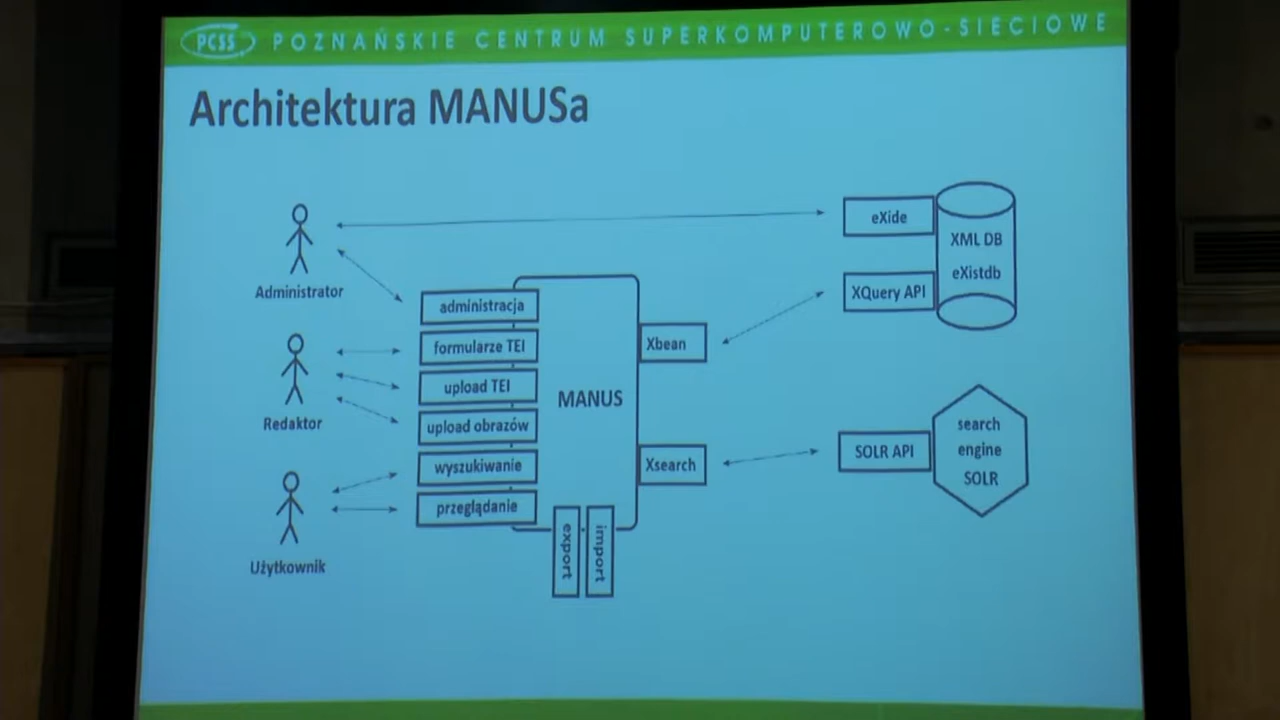 PCSS POZNAŃSKIE CENTRUM SUPERKOMPUTEROWO-SIECIOWE
Architektura MANUSa
Administrator
Redaktor
Użytkownik
administracja
formularze TEI
upload TEI
upload obrazów
wyszukiwanie
przeglądanie
MANUS
export
import
Xbean
Xsearch
eXide
XQuery API
XML DB
eXistdb
SOLR API
search
engine
SOLR